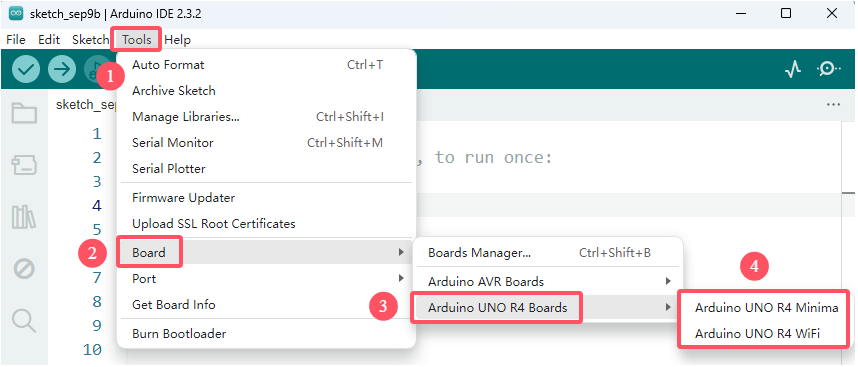 sketch_sep9b | Arduino IDE 2.3.2
File Edit Sketch Tools Help
1
Auto Format Ctrl+T
Archive Sketch
sketch_sep
Manage Libraries... Ctrl+Shift+I
1
Serial Monitor Ctrl+Shift+M
2 , to run once:
Serial Plotter
3
Firmware Updater
4
Upload SSL Root Certificates
5
2 Board
Boards Manager... Ctrl+Shift+B
4
7 Port
Arduino AVR Boards
8 Get Board Info
3 Arduino UNO R4 Boards
Arduino UNO R4 Minima
9 Burn Bootloader
Arduino UNO R4 WiFi
10